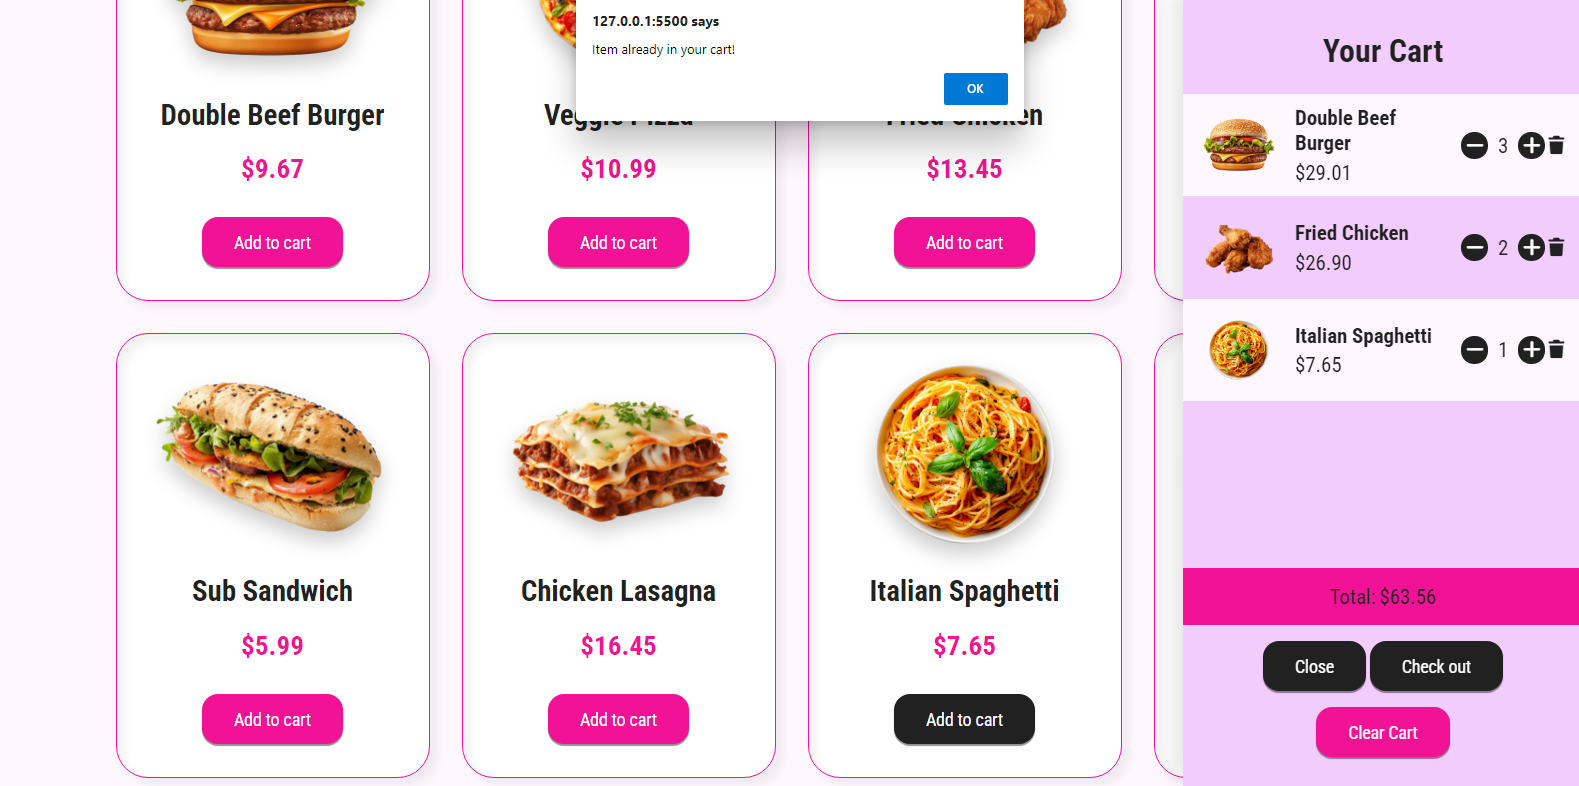 127.0.0.1:5500 says
Item already in your cart!
OK
Double Beef Burger
$9.67
Add to cart
Veggie Pizza
$10.99
Add to cart
Fried Chicken
$13.45
Add to cart
Sub Sandwich
$5.99
Add to cart
Chicken Lasagna
$16.45
Add to cart
Italian Spaghetti
$7.65
Add to cart
Your Cart
Double Beef
Burger
$29.01
3
Fried Chicken
$26.90
2
Italian Spaghetti
$7.65
1
Total: $63.56
Close
Check out
Clear Cart